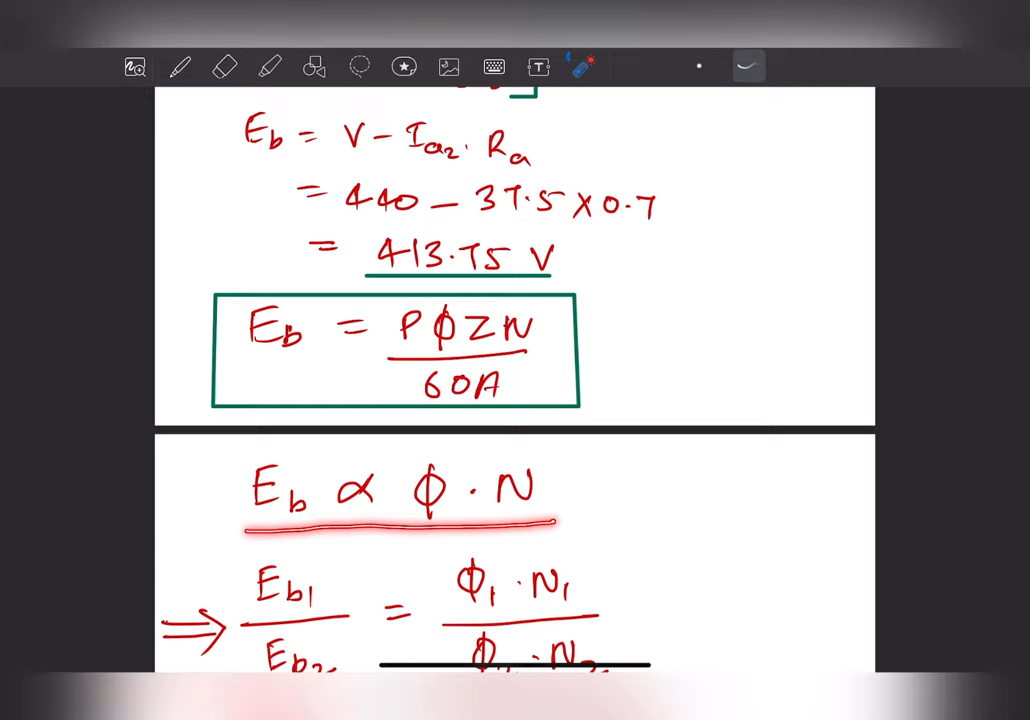 Eb = V - Ia2. Ra
= 440 - 37.5 × 0.7
= 413.75 V
Eb = PϕZN
60A
Eb ∝ ϕ . N
⇒ Eb1 = ϕ1 . N1
Eb2 ϕ . N2